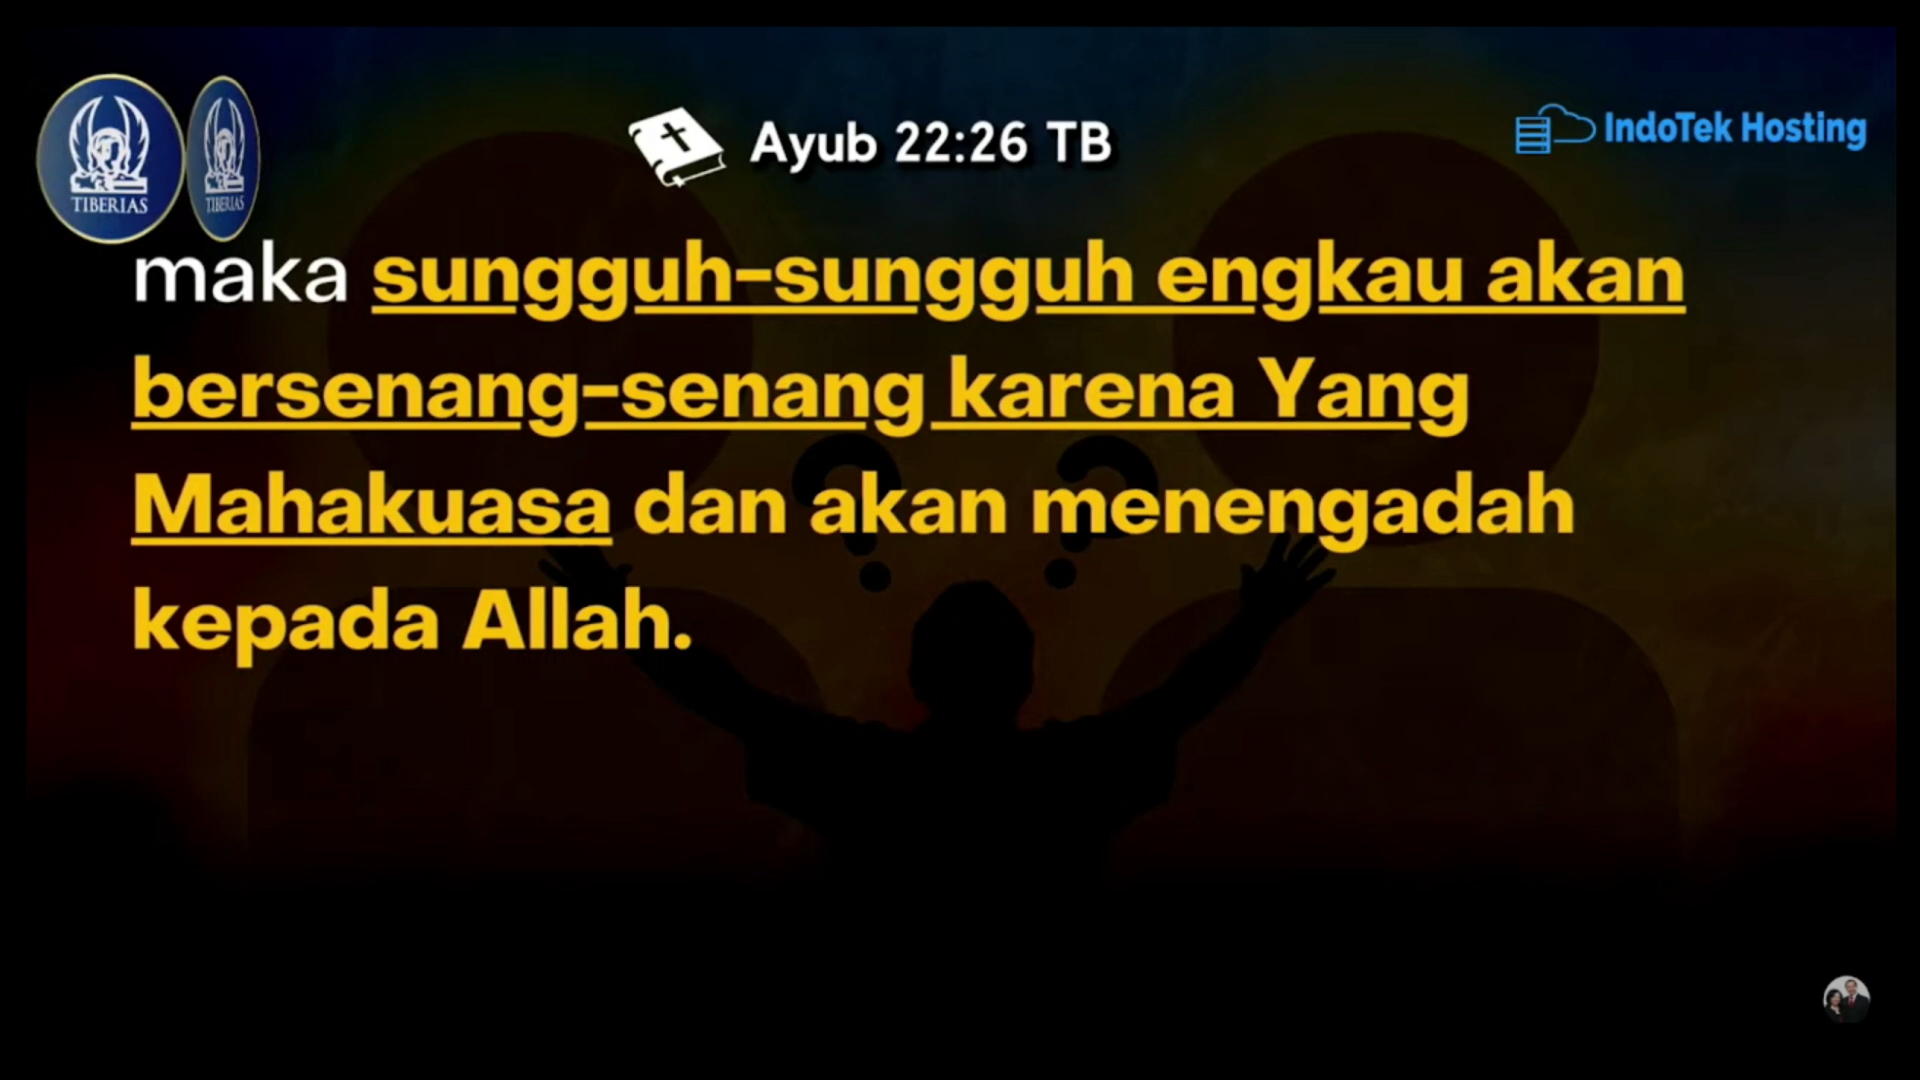 TIBERIAS
TIBERIAS
Ayub 22:26 TB
IndoTek Hosting
maka sungguh-sungguh engkau akan
bersenang-senang karena Yang
Mahakuasa dan akan menengadah
kepada Allah.